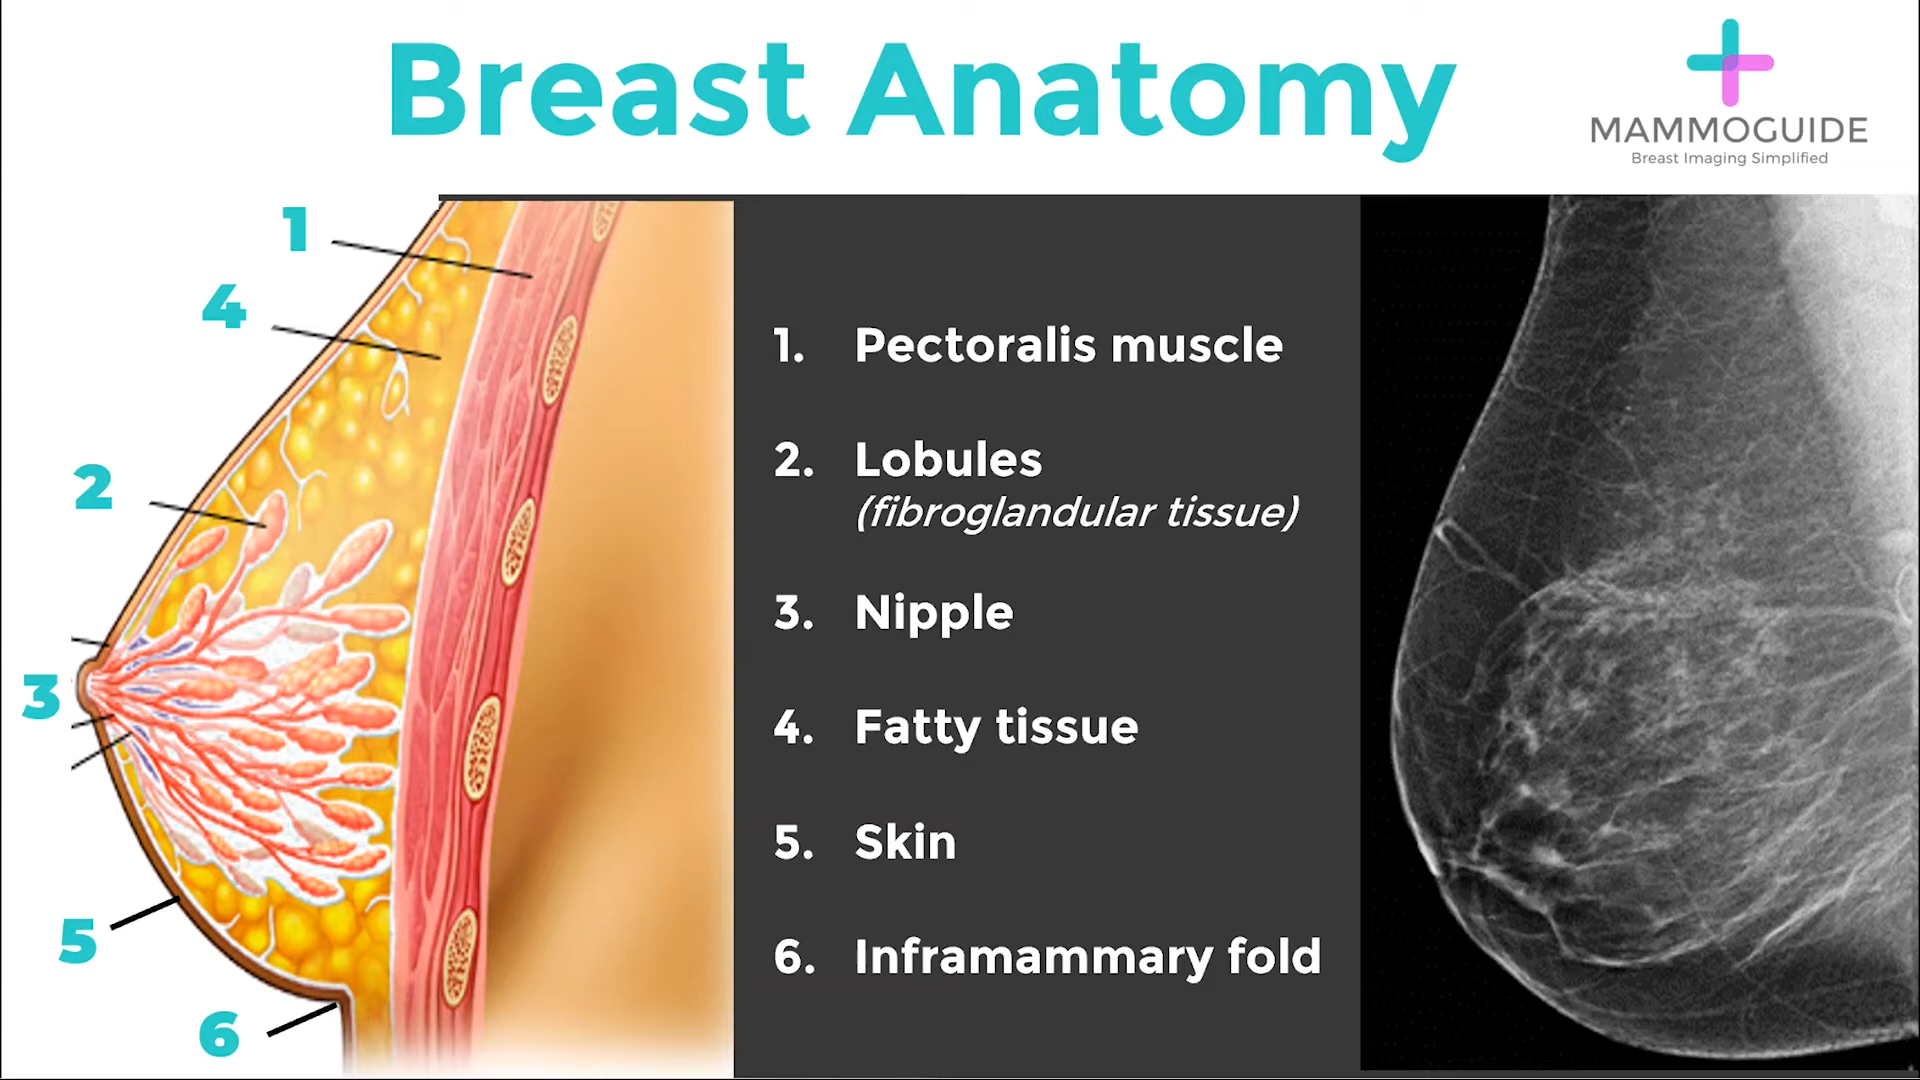 Breast Anatomy
MAMMOGUIDE
Breast Imaging Simplified
1
4
2
3
5
6
1. Pectoralis muscle
2. Lobules
(fibroglandular tissue)
3. Nipple
4. Fatty tissue
5. Skin
6. Inframammary fold